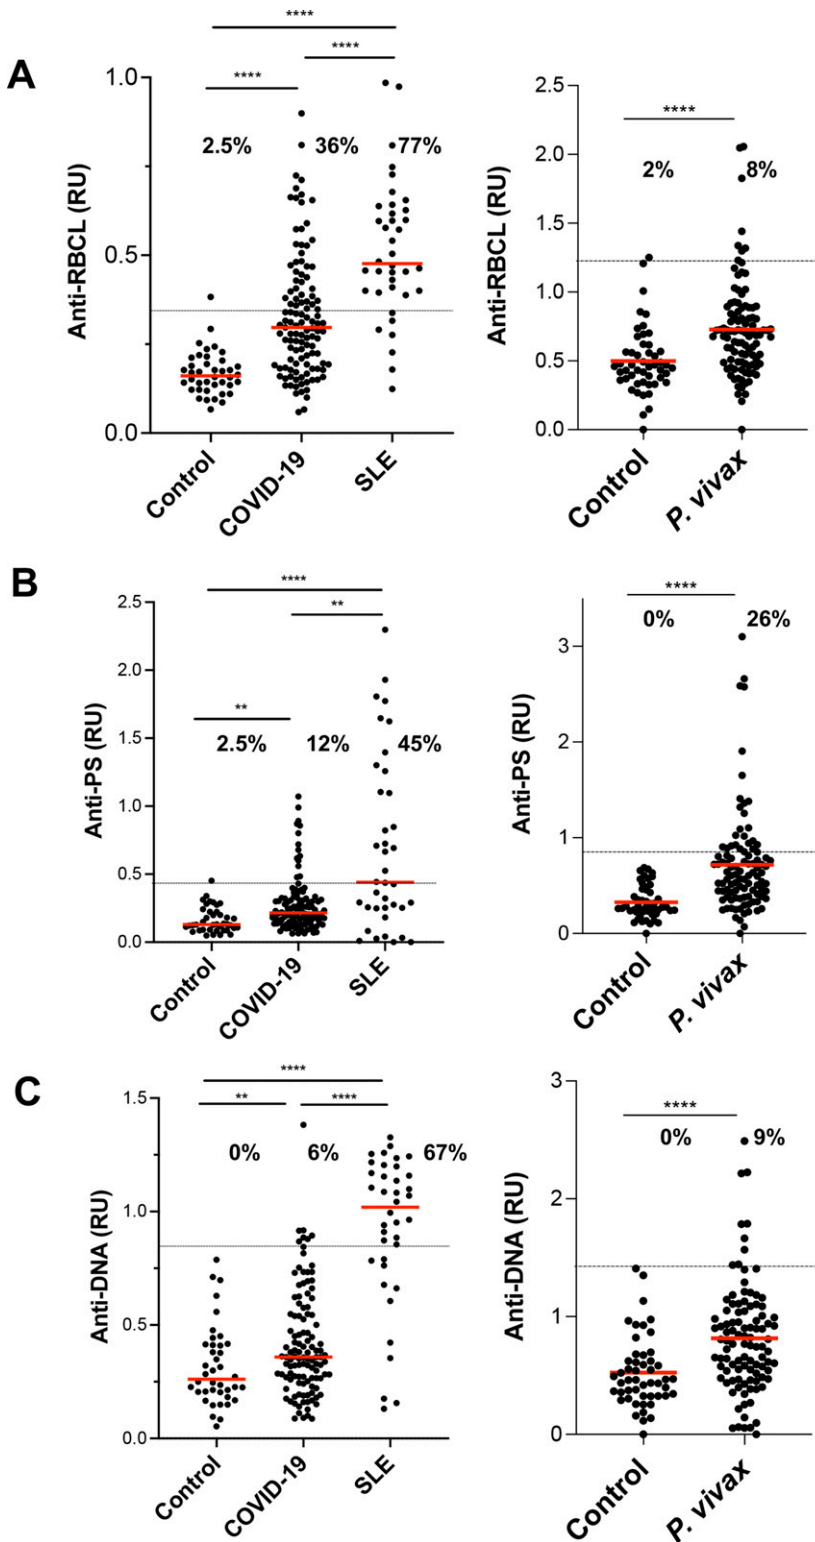 A
****
****
****
2.5%
36%
77%
Anti-RBCL (RU)
1.0
0.5
0.0
Control
COVID-19
SLE
****
2%
8%
Anti-RBCL (RU)
2.5
2.0
1.5
1.0
0.5
0.0
Control
P. vivax
B
****
**
**
2.5%
12%
45%
Anti-PS (RU)
2.5
2.0
1.5
1.0
0.5
0.0
Control
COVID-19
SLE
****
0%
26%
Anti-PS (RU)
3
2
1
0
Control
P. vivax
C
****
**
****
0%
6%
67%
Anti-DNA (RU)
1.5
1.0
0.5
0.0
Control
COVID-19
SLE
****
0%
9%
Anti-DNA (RU)
3
2
1
0
Control
P. vivax